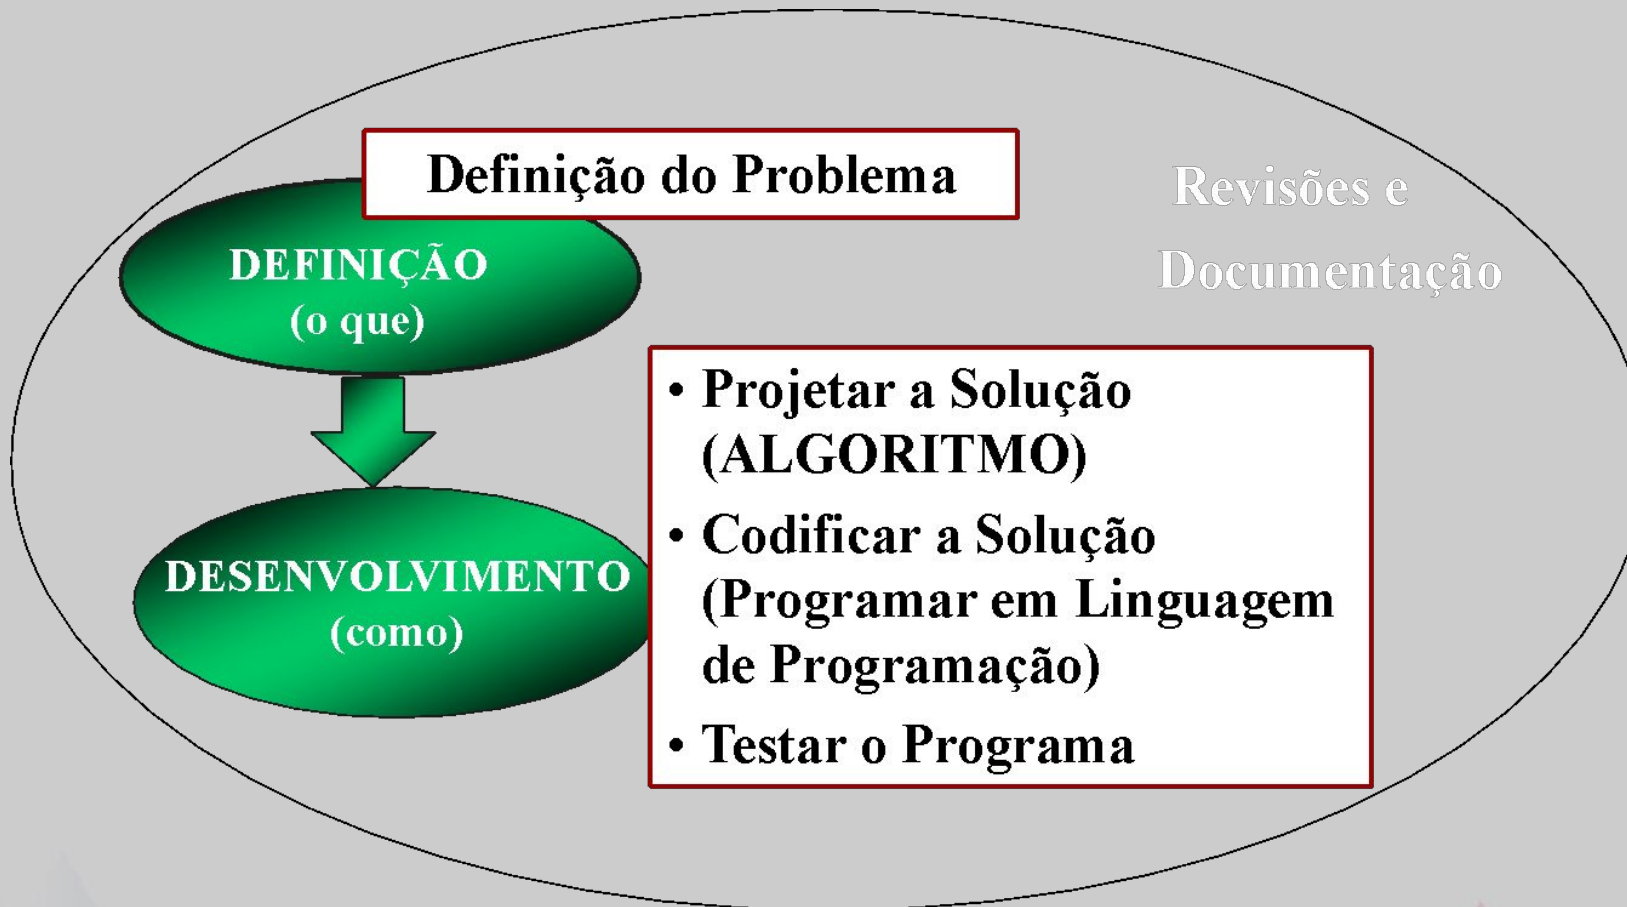 Definição do Problema
Revisões e
Documentação
DEFINIÇÃO
(o que)
• Projetar a Solução
(ALGORITMO)
• Codificar a Solução
(Programar em Linguagem
de Programação)
• Testar o Programa
DESENVOLVIMENTO
(como)